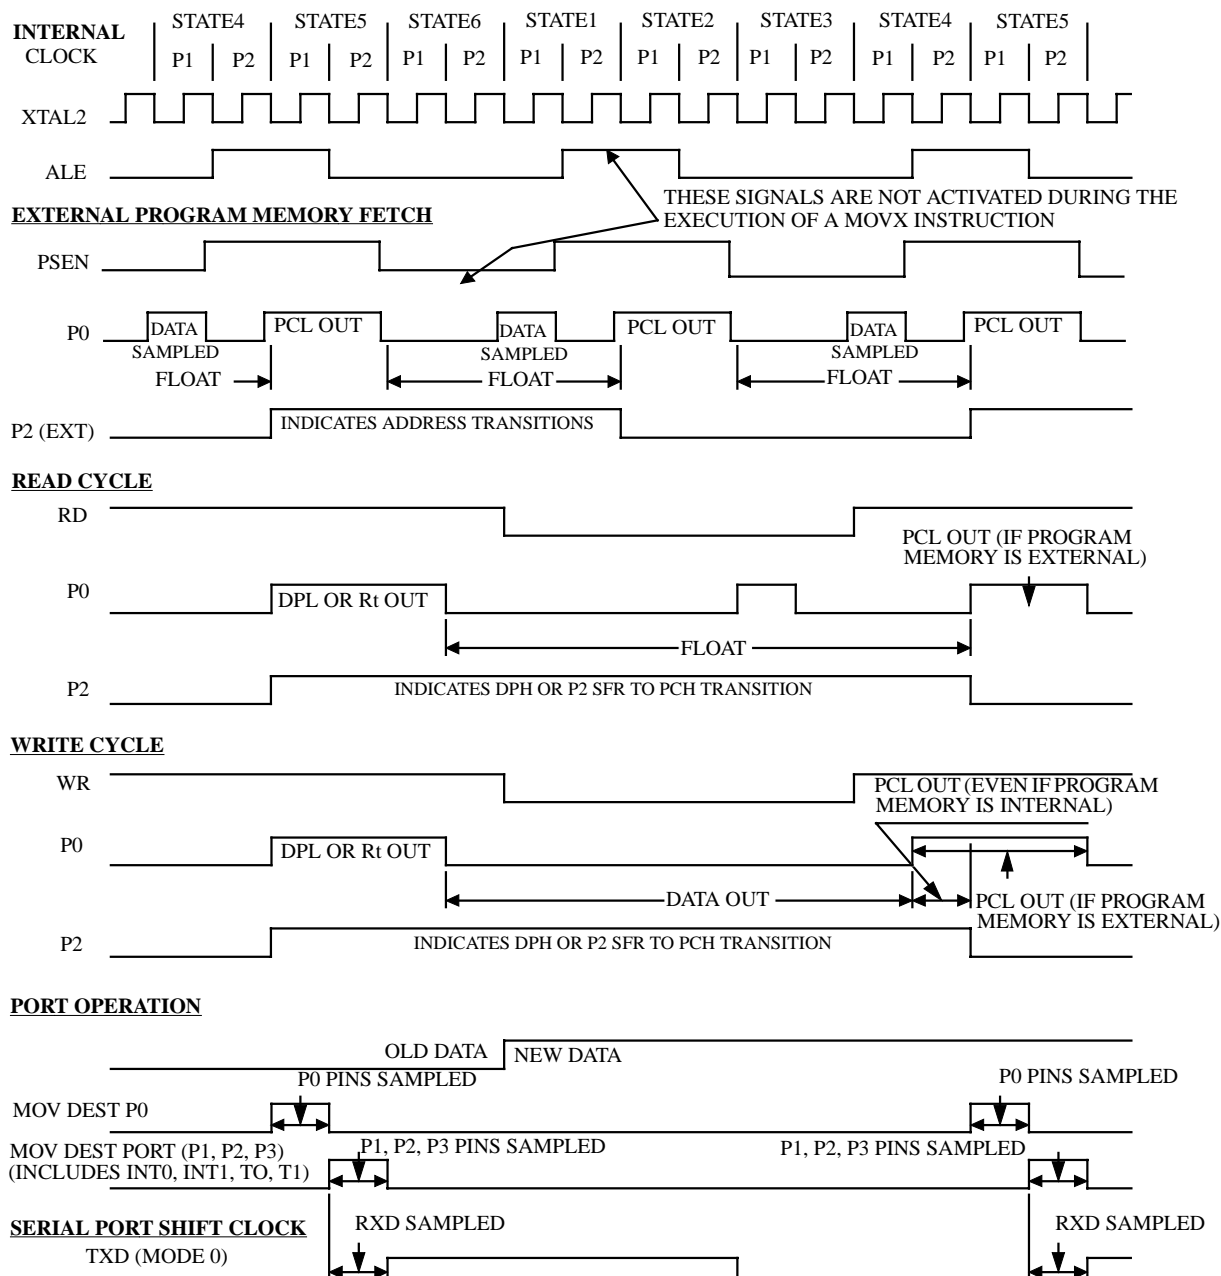 INTERNAL
CLOCK
STATE4 STATE5 STATE6 STATE1 STATE2 STATE3 STATE4 STATE5
P1 P2 P1 P2 P1 P2 P1 P2 P1 P2 P1 P2 P1 P2 P1 P2
XTAL2
ALE
THESE SIGNALS ARE NOT ACTIVATED DURING THE
EXECUTION OF A MOVX INSTRUCTION
EXTERNAL PROGRAM MEMORY FETCH
PSEN
P0
DATA PCL OUT DATA PCL OUT DATA PCL OUT
SAMPLED SAMPLED SAMPLED
FLOAT FLOAT FLOAT
P2 (EXT)
INDICATES ADDRESS TRANSITIONS
READ CYCLE
RD
PCL OUT (IF PROGRAM
MEMORY IS EXTERNAL)
P0
DPL OR Rt OUT
FLOAT
P2
INDICATES DPH OR P2 SFR TO PCH TRANSITION
WRITE CYCLE
WR
PCL OUT (EVEN IF PROGRAM
MEMORY IS INTERNAL)
P0
DPL OR Rt OUT
DATA OUT
PCL OUT (IF PROGRAM
MEMORY IS EXTERNAL)
P2
INDICATES DPH OR P2 SFR TO PCH TRANSITION
PORT OPERATION
OLD DATA NEW DATA
P0 PINS SAMPLED P0 PINS SAMPLED
MOV DEST P0
MOV DEST PORT (P1, P2, P3)
(INCLUDES INT0, INT1, TO, T1)
P1, P2, P3 PINS SAMPLED P1, P2, P3 PINS SAMPLED
SERIAL PORT SHIFT CLOCK
TXD (MODE 0)
RXD SAMPLED RXD SAMPLED